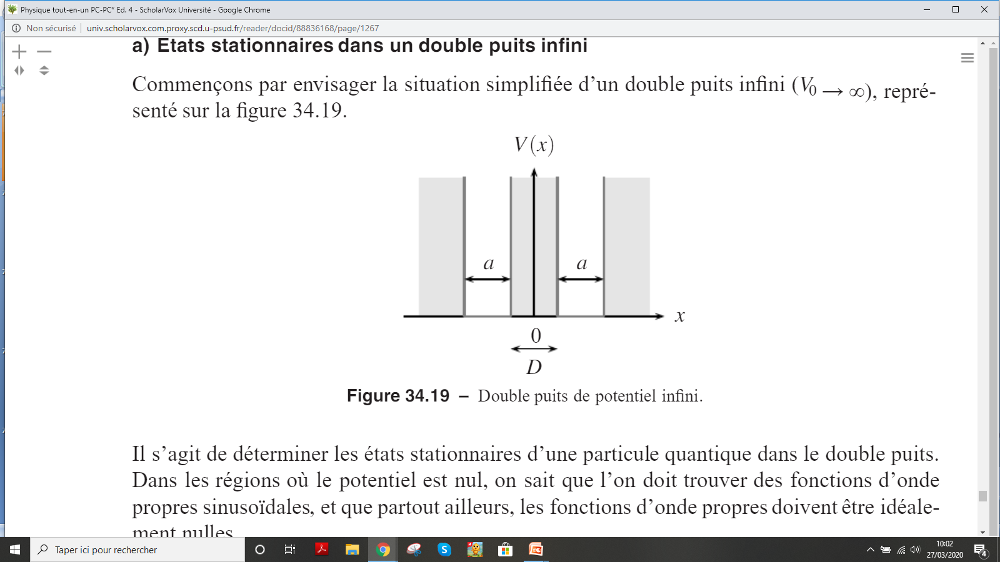 Physique tout-en-un PC-PC* Ed. 4 - ScholarVox Université - Google Chrome
Non sécurisé | univ.scholarvox.com.proxy.scd.u-psud.fr/reader/docid/88836168/page/1267
a) Etats stationnaires dans un double puits infini
Commençons par envisager la situation simplifiée d'un double puits infini (V0 → ∞), repré-
senté sur la figure 34.19.
V(x)
a a
x
0
D
Figure 34.19 – Double puits de potentiel infini.
Il s'agit de déterminer les états stationnaires d'une particule quantique dans le double puits.
Dans les régions où le potentiel est nul, on sait que l'on doit trouver des fonctions d'onde
propres sinusoïdales, et que partout ailleurs, les fonctions d'onde propres doivent être idéale-
ment nulles
Taper ici pour rechercher
10:02
27/03/2020
4